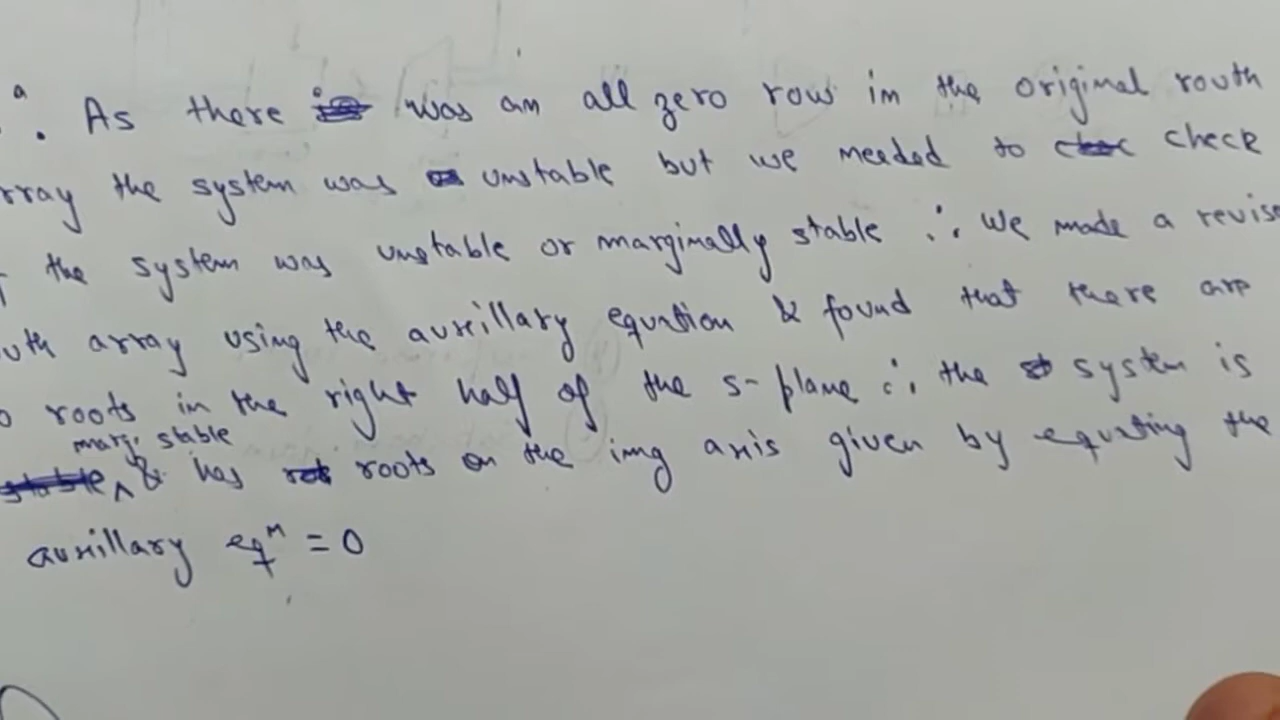 ∴ As there was an all zero row in the original routh
rray the system was unstable but we needed to check
the system was unstable or marginally stable ∴ We made a revise
uth array using the auxillary equation & found that there are
o roots in the right half of the s-plane ∴ the system is
marg. stable
& has roots on the img axis given by equating the
auxillary eqn = 0